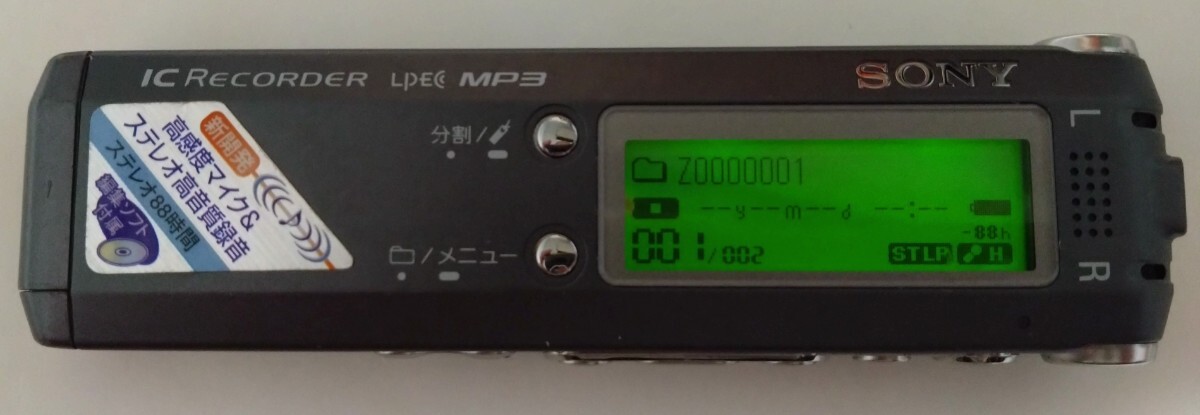 IC RECORDER LPEC MP3
SONY
新開発
高感度マイク&
ステレオ高音質録音
ステレオ88時間
編集ソフト
付属
分割/
/メニュー
Z0000001
--y--m--d --:--
-88h
001/002
STLP H
L
R